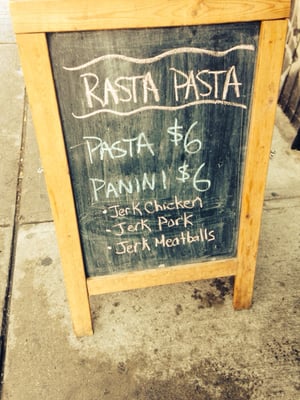 RASTA PASTA
PASTA $6
PANINI $6
• Jerk Chicken
• Jerk Pork
• Jerk Meatballs